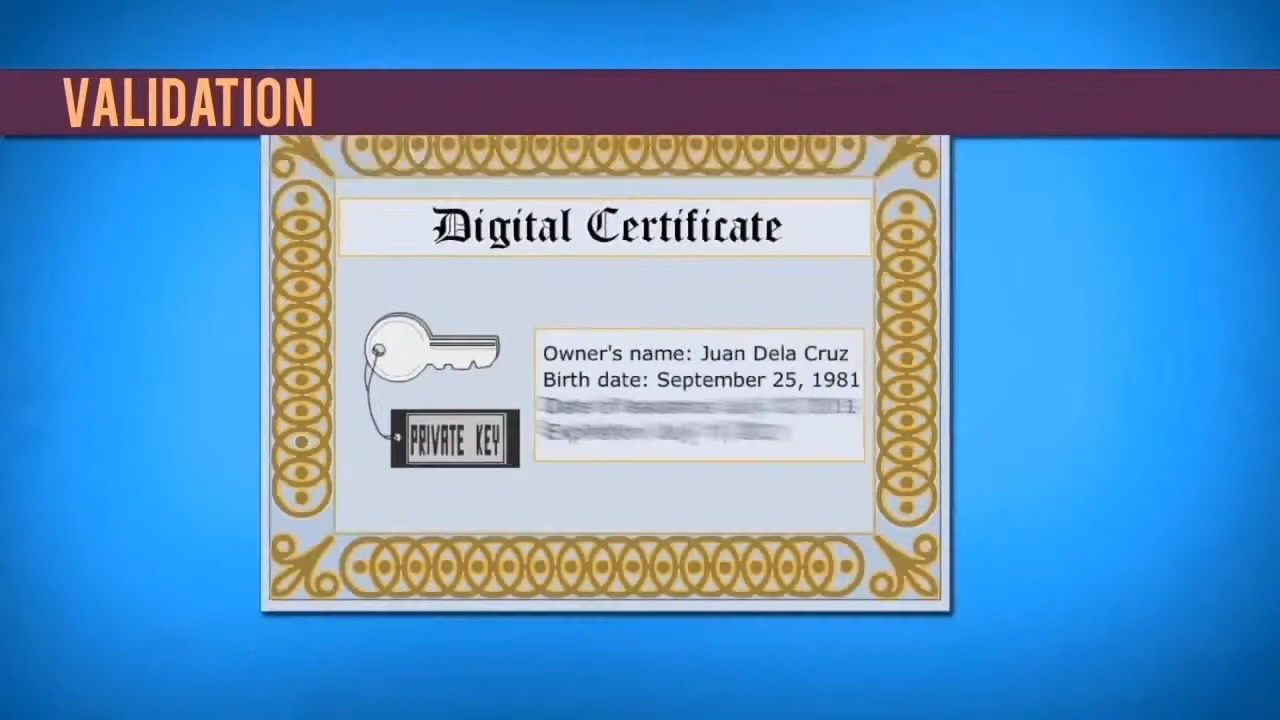 VALIDATION
Digital Certificate
Owner's name: Juan Dela Cruz
Birth date: September 25, 1981
PRIVATE KEY